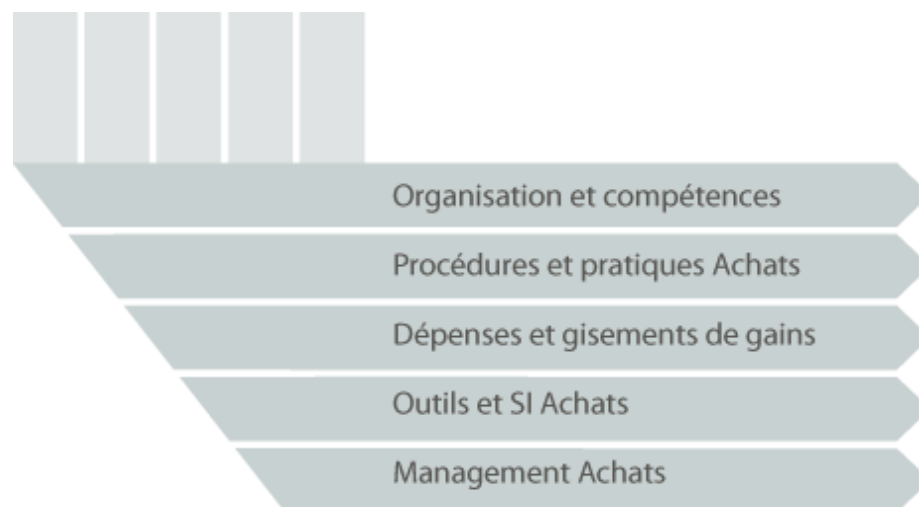 Organisation et compétences
Procédures et pratiques Achats
Dépenses et gisements de gains
Outils et SI Achats
Management Achats